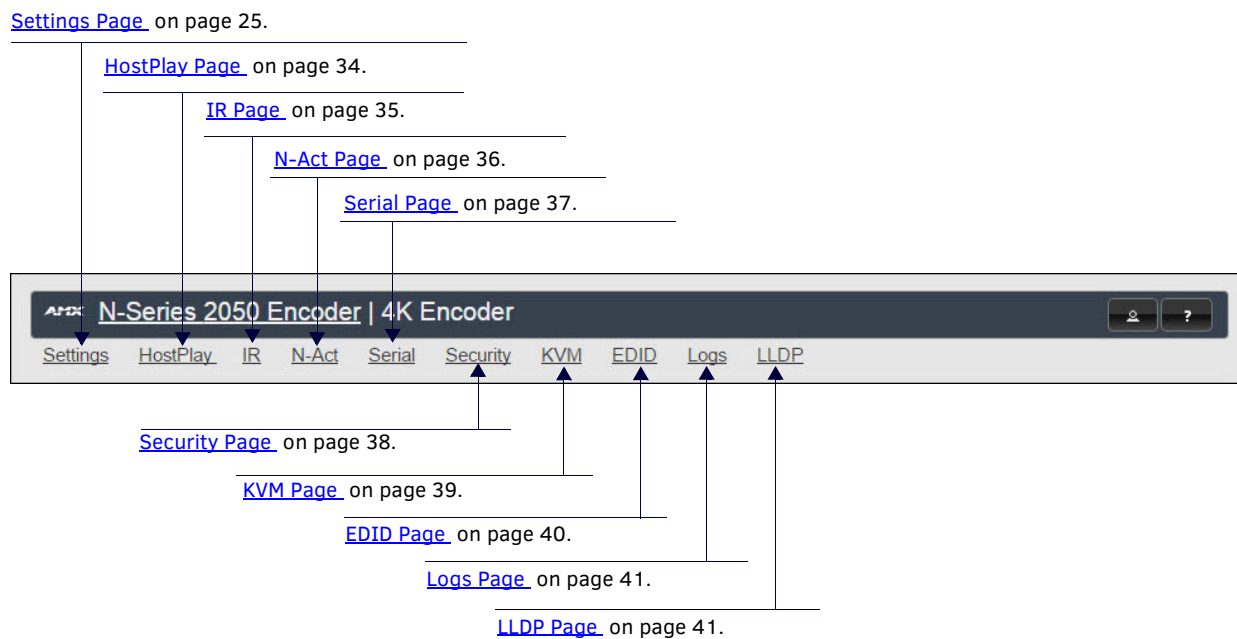 Settings Page on page 25.
HostPlay Page on page 34.
IR Page on page 35.
N-Act Page on page 36.
Serial Page on page 37.
AMX N-Series 2050 Encoder | 4K Encoder ?
Settings HostPlay IR N-Act Serial Security KVM EDID Logs LLDP
Security Page on page 38.
KVM Page on page 39.
EDID Page on page 40.
Logs Page on page 41.
LLDP Page on page 41.